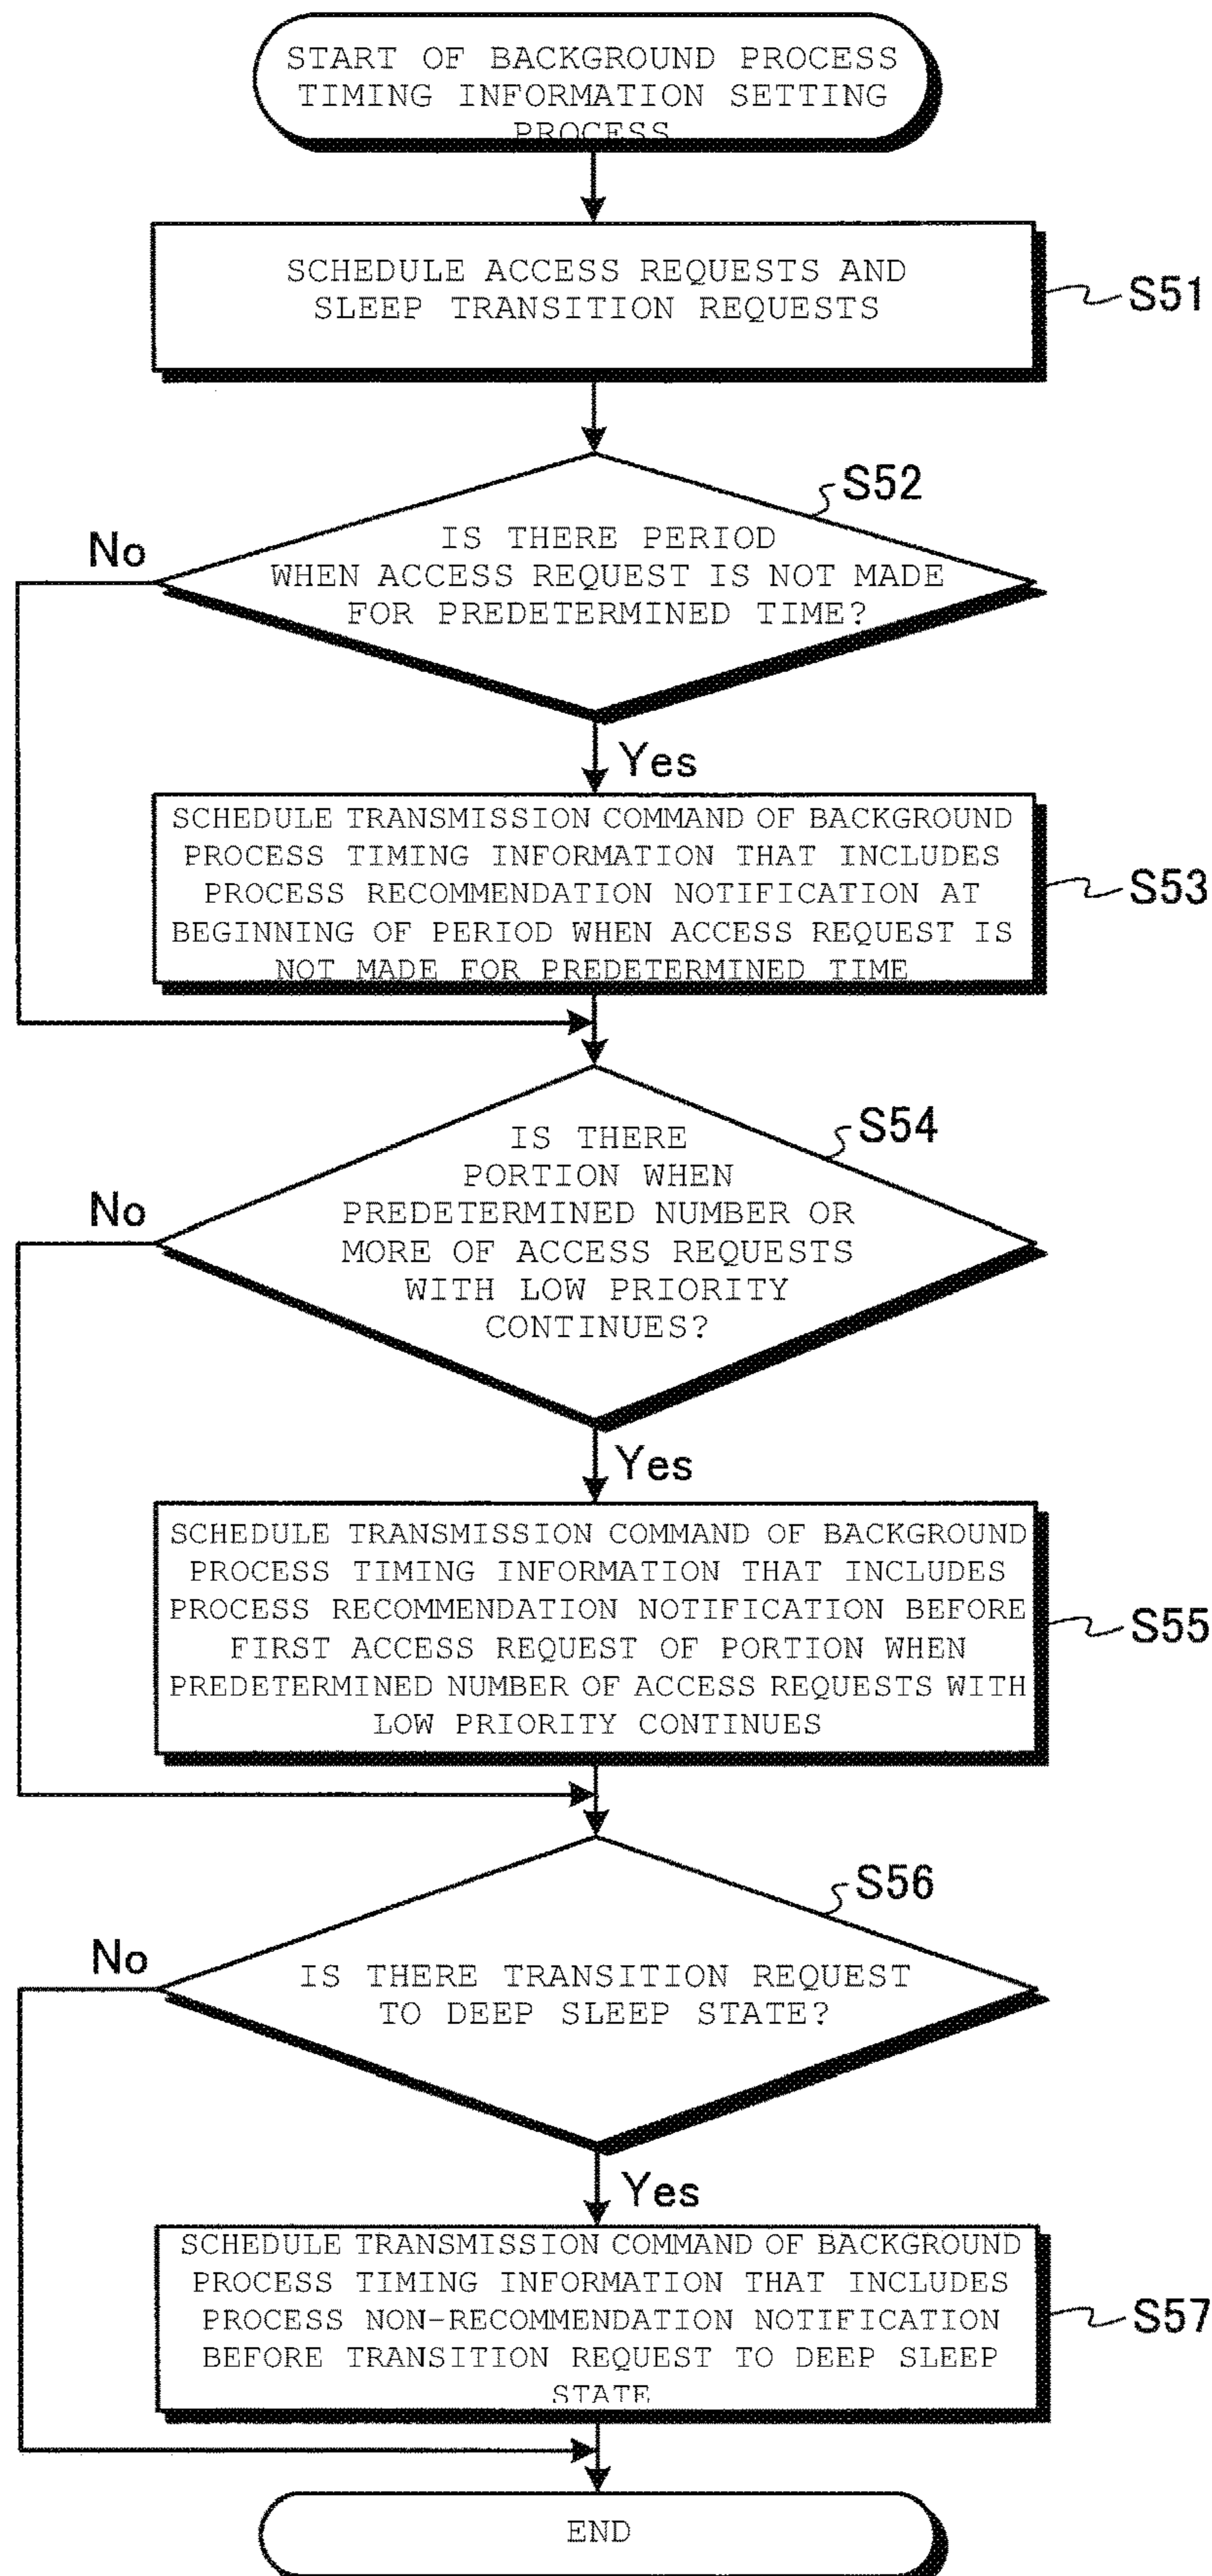 START OF BACKGROUND PROCESS
TIMING INFORMATION SETTING
PROCESS
SCHEDULE ACCESS REQUESTS AND
SLEEP TRANSITION REQUESTS
S51
S52
No
IS THERE PERIOD
WHEN ACCESS REQUEST IS NOT MADE
FOR PREDETERMINED TIME?
Yes
SCHEDULE TRANSMISSION COMMAND OF BACKGROUND
PROCESS TIMING INFORMATION THAT INCLUDES
PROCESS RECOMMENDATION NOTIFICATION AT
BEGINNING OF PERIOD WHEN ACCESS REQUEST IS
NOT MADE FOR PREDETERMINED TIME
S53
S54
No
IS THERE
PORTION WHEN
PREDETERMINED NUMBER OR
MORE OF ACCESS REQUESTS
WITH LOW PRIORITY
CONTINUES?
Yes
SCHEDULE TRANSMISSION COMMAND OF BACKGROUND
PROCESS TIMING INFORMATION THAT INCLUDES
PROCESS RECOMMENDATION NOTIFICATION BEFORE
FIRST ACCESS REQUEST OF PORTION WHEN
PREDETERMINED NUMBER OF ACCESS REQUESTS WITH
LOW PRIORITY CONTINUES
S55
S56
No
IS THERE TRANSITION REQUEST
TO DEEP SLEEP STATE?
Yes
SCHEDULE TRANSMISSION COMMAND OF BACKGROUND
PROCESS TIMING INFORMATION THAT INCLUDES
PROCESS NON-RECOMMENDATION NOTIFICATION
BEFORE TRANSITION REQUEST TO DEEP SLEEP
STATE
S57
END